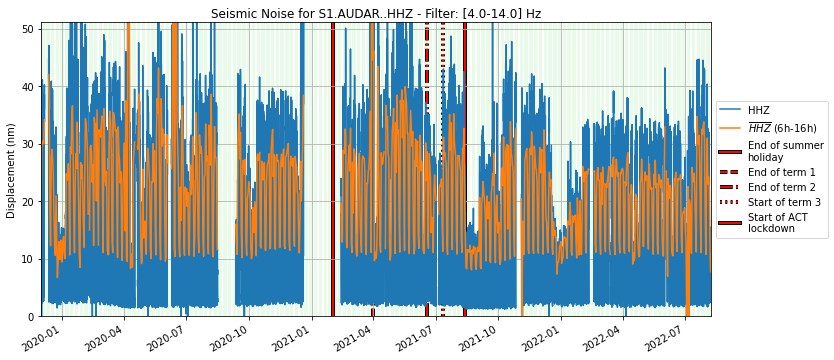 Seismic Noise for S1.AUDAR..HHZ - Filter: [4.0-14.0] Hz
Displacement (nm)
50
40
30
20
10
0
2020-01
2020-04
2020-07
2020-10
2021-01
2021-04
2021-07
2021-10
2022-01
2022-04
2022-07
HHZ
HHZ (6h-16h)
End of summer
holiday
End of term 1
End of term 2
Start of term 3
Start of ACT
lockdown